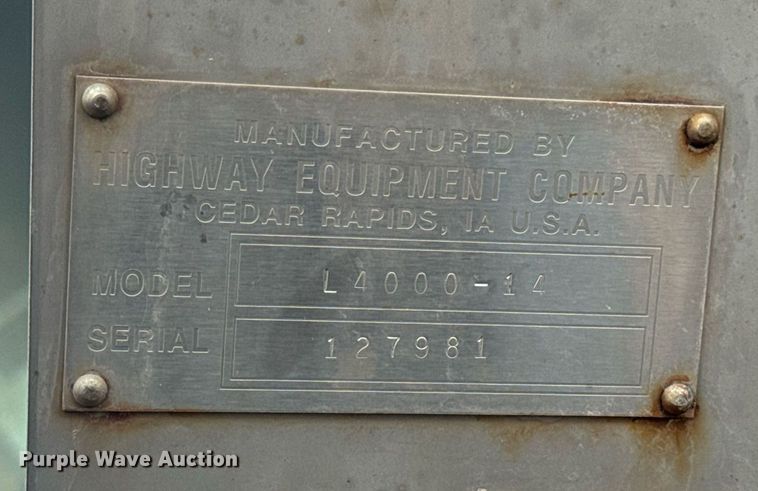 MANUFACTURED BY
HIGHWAY EQUIPMENT COMPANY
CEDAR RAPIDS, IA U.S.A.
MODEL L4000-14
SERIAL 127981
Purple Wave Auction